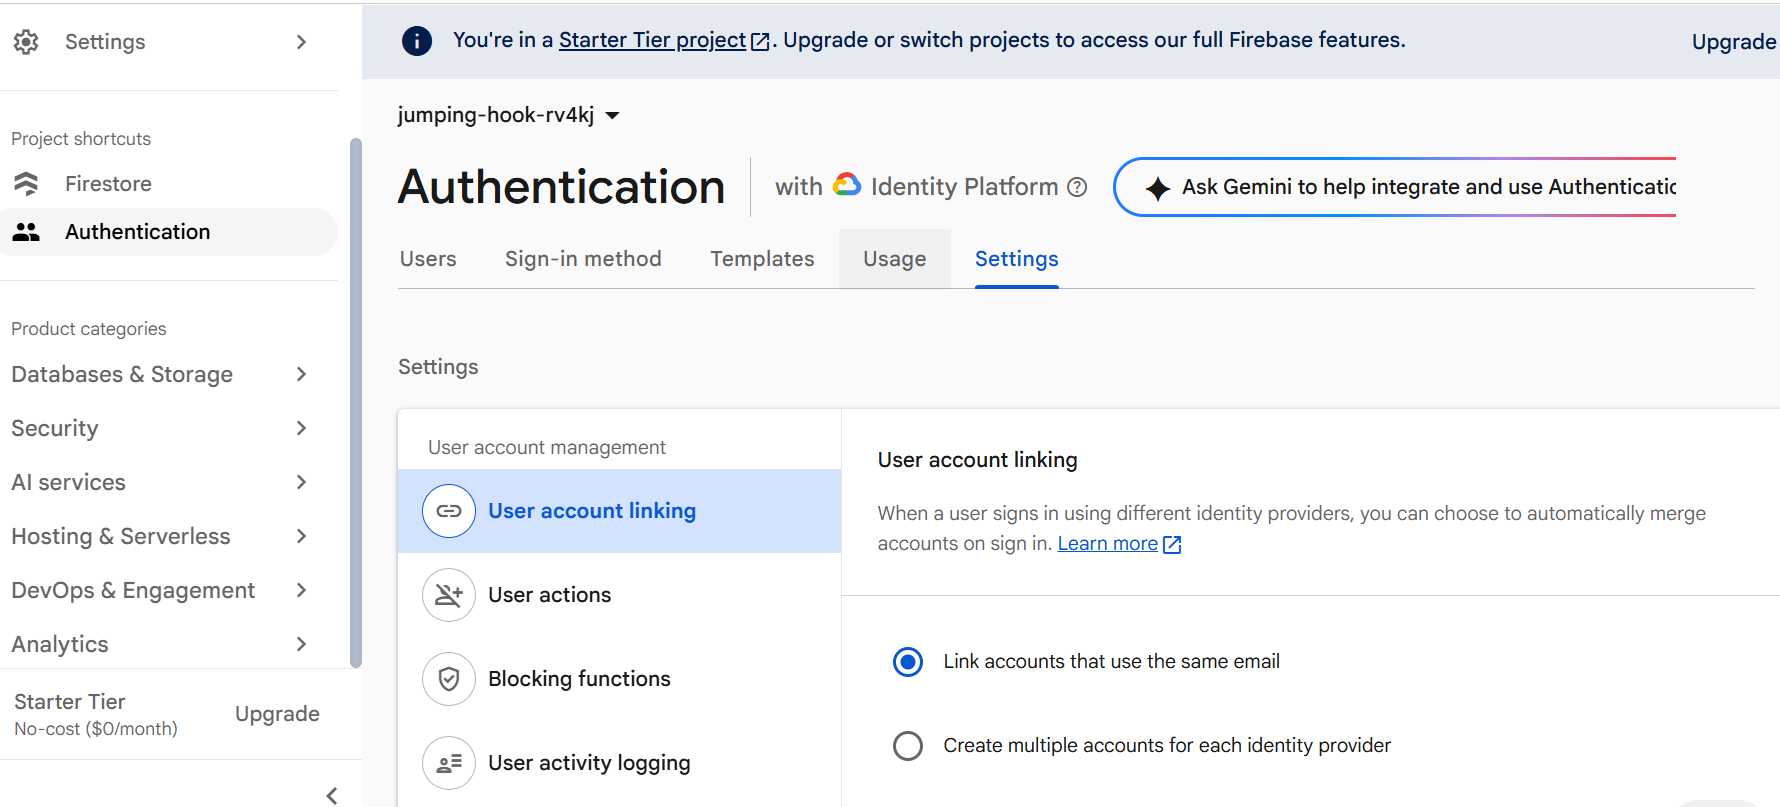 Settings
You're in a Starter Tier project. Upgrade or switch projects to access our full Firebase features.
Upgrade
Project shortcuts
Firestore
Authentication
Product categories
Databases & Storage
Security
AI services
Hosting & Serverless
DevOps & Engagement
Analytics
Starter Tier
No-cost ($0/month)
Upgrade
jumping-hook-rv4kj
Authentication
with Identity Platform
Ask Gemini to help integrate and use Authenticatic
Users
Sign-in method
Templates
Usage
Settings
Settings
User account management
User account linking
User actions
Blocking functions
User activity logging
User account linking
When a user signs in using different identity providers, you can choose to automatically merge
accounts on sign in. Learn more
Link accounts that use the same email
Create multiple accounts for each identity provider